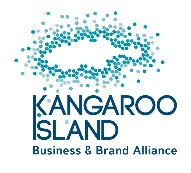 KANGAROO
ISLAND
Business & Brand Alliance